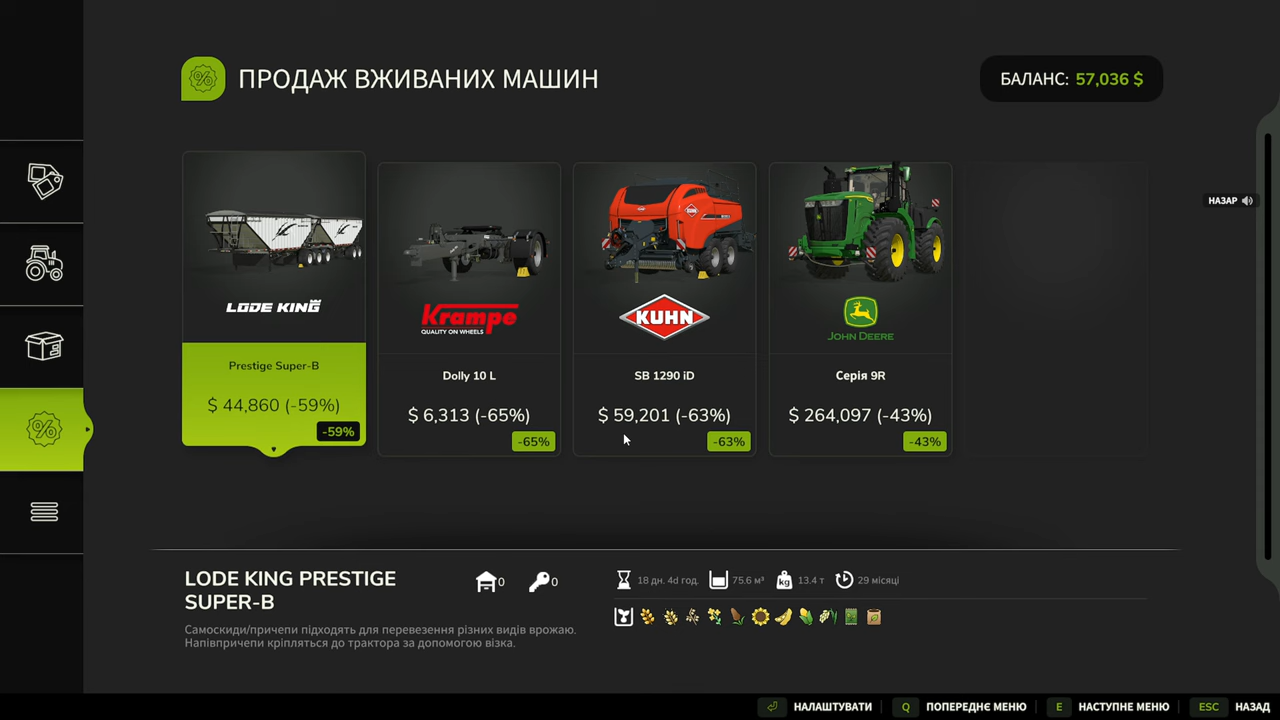 ПРОДАЖ ВЖИВАНИХ МАШИН
БАЛАНС: 57,036 $
НАЗАР
LODE KING
Krampe
QUALITY ON WHEELS
KUHN
JOHN DEERE
Prestige Super-B
$ 44,860 (-59%)
-59%
Dolly 10 L
$ 6,313 (-65%)
-65%
SB 1290 iD
$ 59,201 (-63%)
-63%
Серія 9R
$ 264,097 (-43%)
-43%
LODE KING PRESTIGE
SUPER-B
0
0
18 дн. 4d год.
75.6 м³
kg
13.4 т
29 місяці
Самоскиди/причепи підходять для перевезення різних видів врожаю.
Напівпричепи кріпляться до трактора за допомогою візка.
НАЛАШТУВАТИ
Q
ПОПЕРЕДНЄ МЕНЮ
E
НАСТУПНЕ МЕНЮ
ESC
НАЗАД